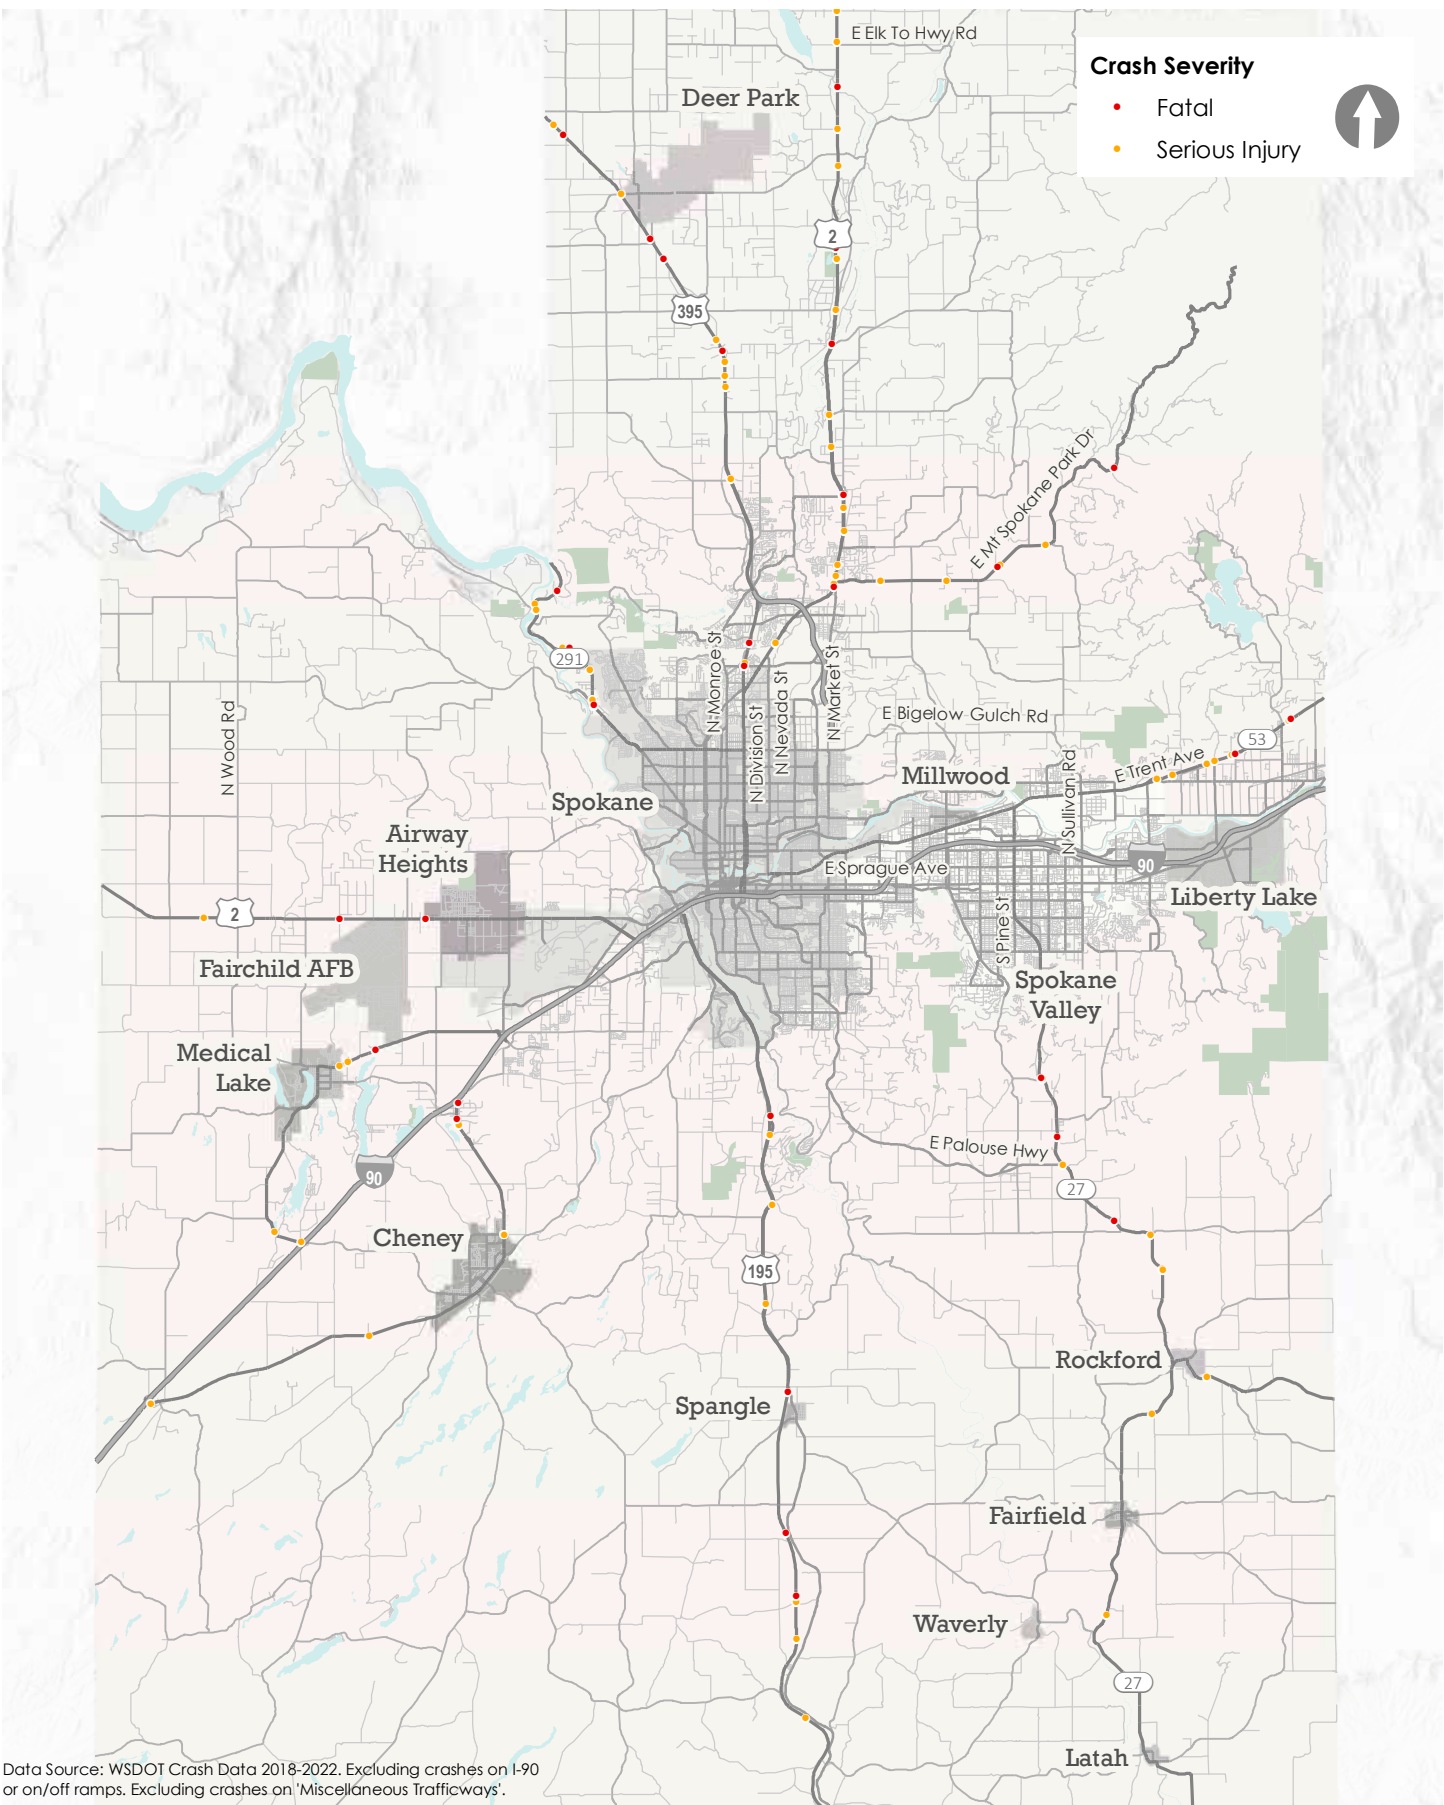 E Elk To Hwy Rd
Crash Severity
Fatal
Serious Injury
Deer Park
2
395
E Mt Spokane Park Dr
291
N Monroe St
N Market St
N Nevada St
N Division St
N Wood Rd
E Bigelow Gulch Rd
53
E Trent Ave
N Sullivan Rd
Millwood
Spokane
Airway
Heights
E Sprague Ave
90
Liberty Lake
2
S Pine St
Fairchild AFB
Spokane
Valley
Medical
Lake
E Palouse Hwy
90
27
Cheney
195
Rockford
Spangle
Fairfield
Waverly
27
Latah
Data Source: WSDOT Crash Data 2018-2022. Excluding crashes on I-90
or on/off ramps. Excluding crashes on 'Miscellaneous Trafficways'.